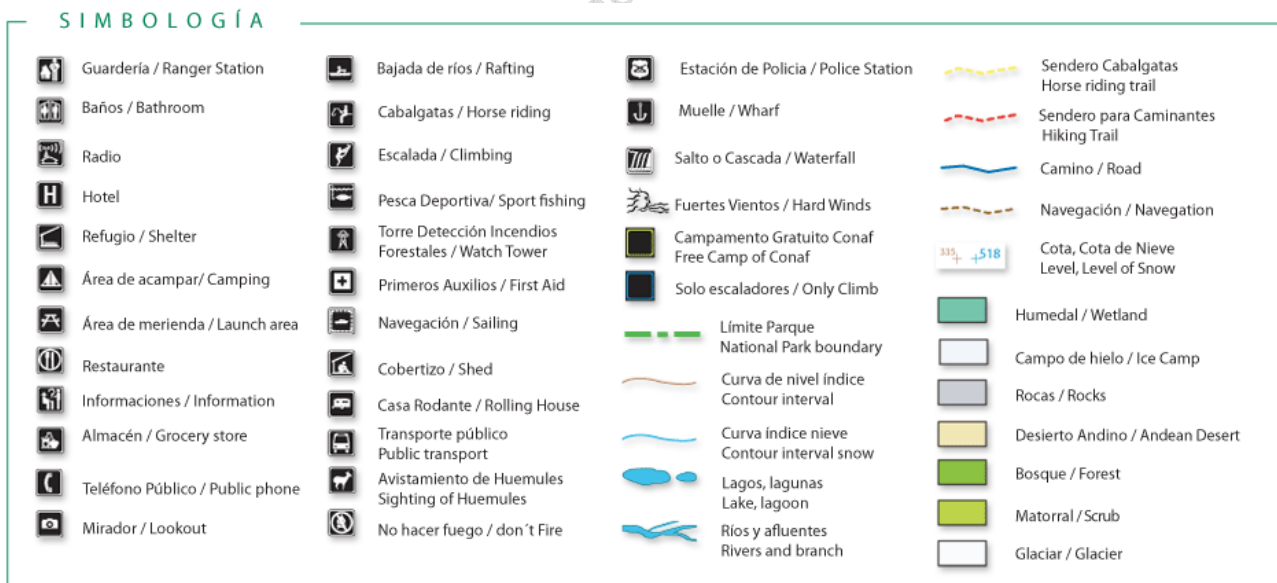 SIMBOLOGÍA
Guardería / Ranger Station
Baños / Bathroom
Radio
H
Hotel
Refugio / Shelter
Área de acampar/ Camping
Área de merienda / Launch area
Restaurante
Informaciones / Information
Almacén / Grocery store
Teléfono Público / Public phone
Mirador / Lookout
Bajada de ríos / Rafting
Cabalgatas / Horse riding
Escalada / Climbing
Pesca Deportiva/ Sport fishing
Torre Detección Incendios
Forestales / Watch Tower
Primeros Auxilios / First Aid
Navegación / Sailing
Cobertizo / Shed
Casa Rodante / Rolling House
Transporte público
Public transport
Avistamiento de Huemules
Sighting of Huemules
No hacer fuego / don´t Fire
Estación de Policia / Police Station
Muelle / Wharf
Salto o Cascada / Waterfall
Fuertes Vientos / Hard Winds
Campamento Gratuito Conaf
Free Camp of Conaf
Solo escaladores / Only Climb
Límite Parque
National Park boundary
Curva de nivel índice
Contour interval
Curva índice nieve
Contour interval snow
Lagos, lagunas
Lake, lagoon
Ríos y afluentes
Rivers and branch
Sendero Cabalgatas
Horse riding trail
Sendero para Caminantes
Hiking Trail
Camino / Road
Navegación / Navegation
335 518
Cota, Cota de Nieve
Level, Level of Snow
Humedal / Wetland
Campo de hielo / Ice Camp
Rocas / Rocks
Desierto Andino / Andean Desert
Bosque / Forest
Matorral / Scrub
Glaciar / Glacier